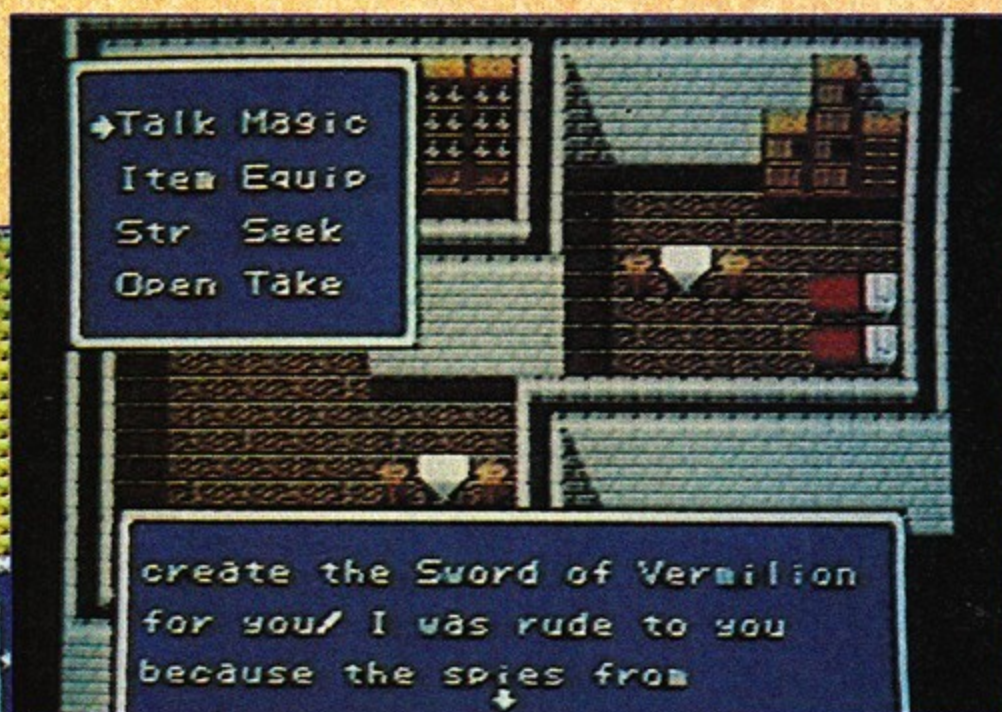 Talk Magic
Item Equip
Str Seek
Open Take
create the Sword of Vermilion
for you! I was rude to you
because the spies from